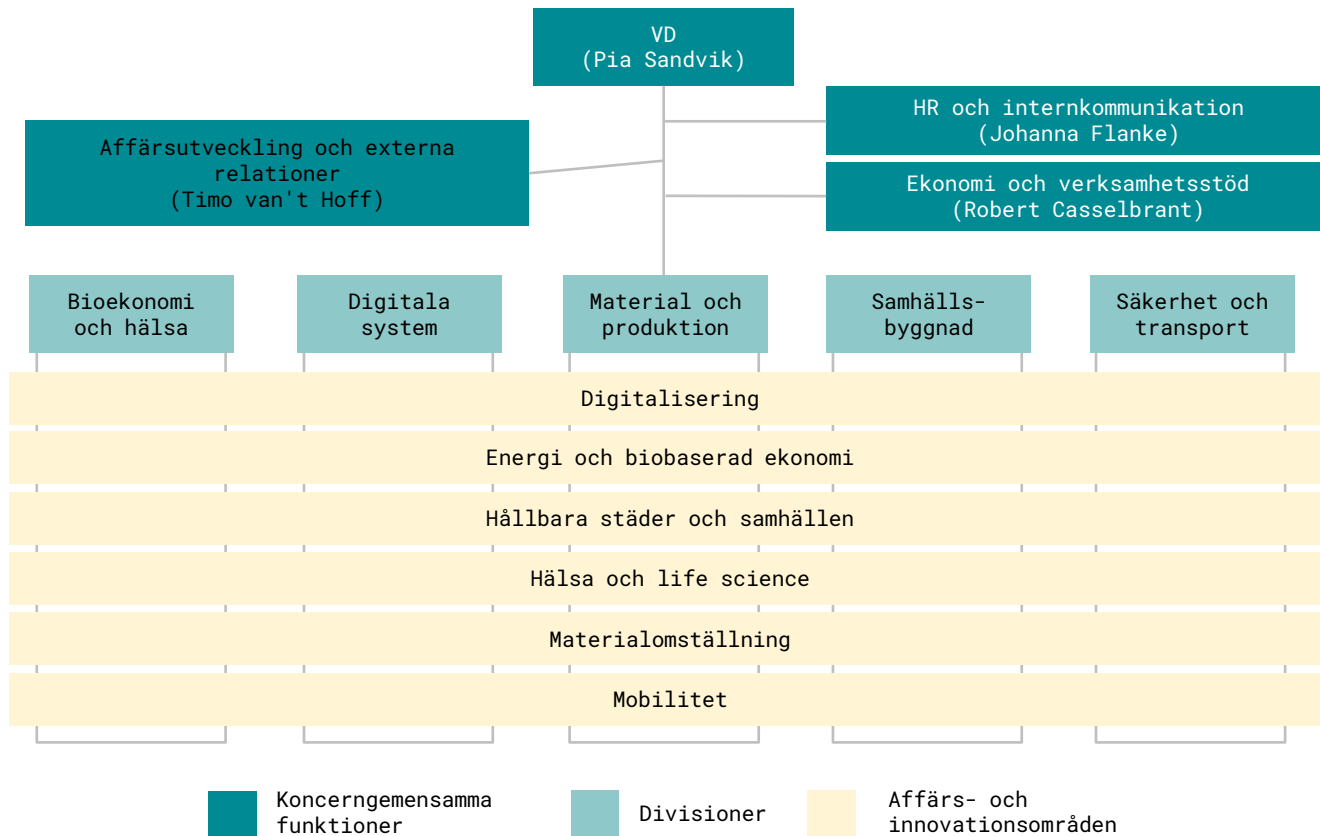 VD
(Pia Sandvik)
HR och internkommunikation
(Johanna Flanke)
Affärsutveckling och externa
relationer
(Timo van't Hoff)
Ekonomi och verksamhetsstöd
(Robert Casselbrant)
Bioekonomi
och hälsa
Digitala
system
Material och
produktion
Samhälls-
byggnad
Säkerhet och
transport
Digitalisering
Energi och biobaserad ekonomi
Hållbara städer och samhällen
Hälsa och life science
Materialomställning
Mobilitet
Koncerngemensamma
funktioner
Divisioner
Affärs- och
innovationsområden